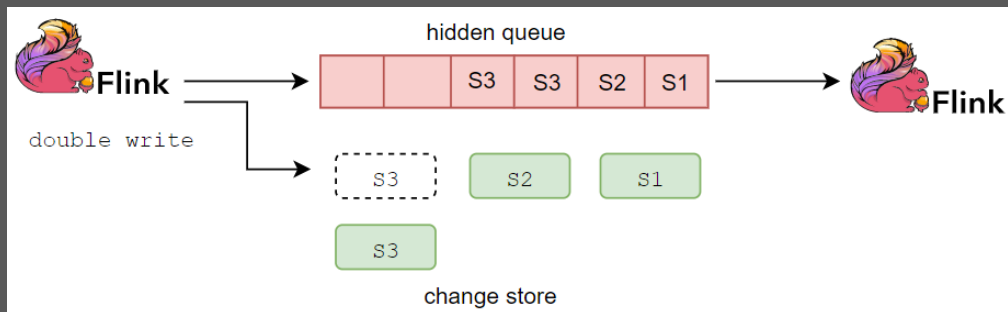 hidden queue
Flink
S3 S3 S2 S1
Flink
double write
S3 S2 S1
S3
change store